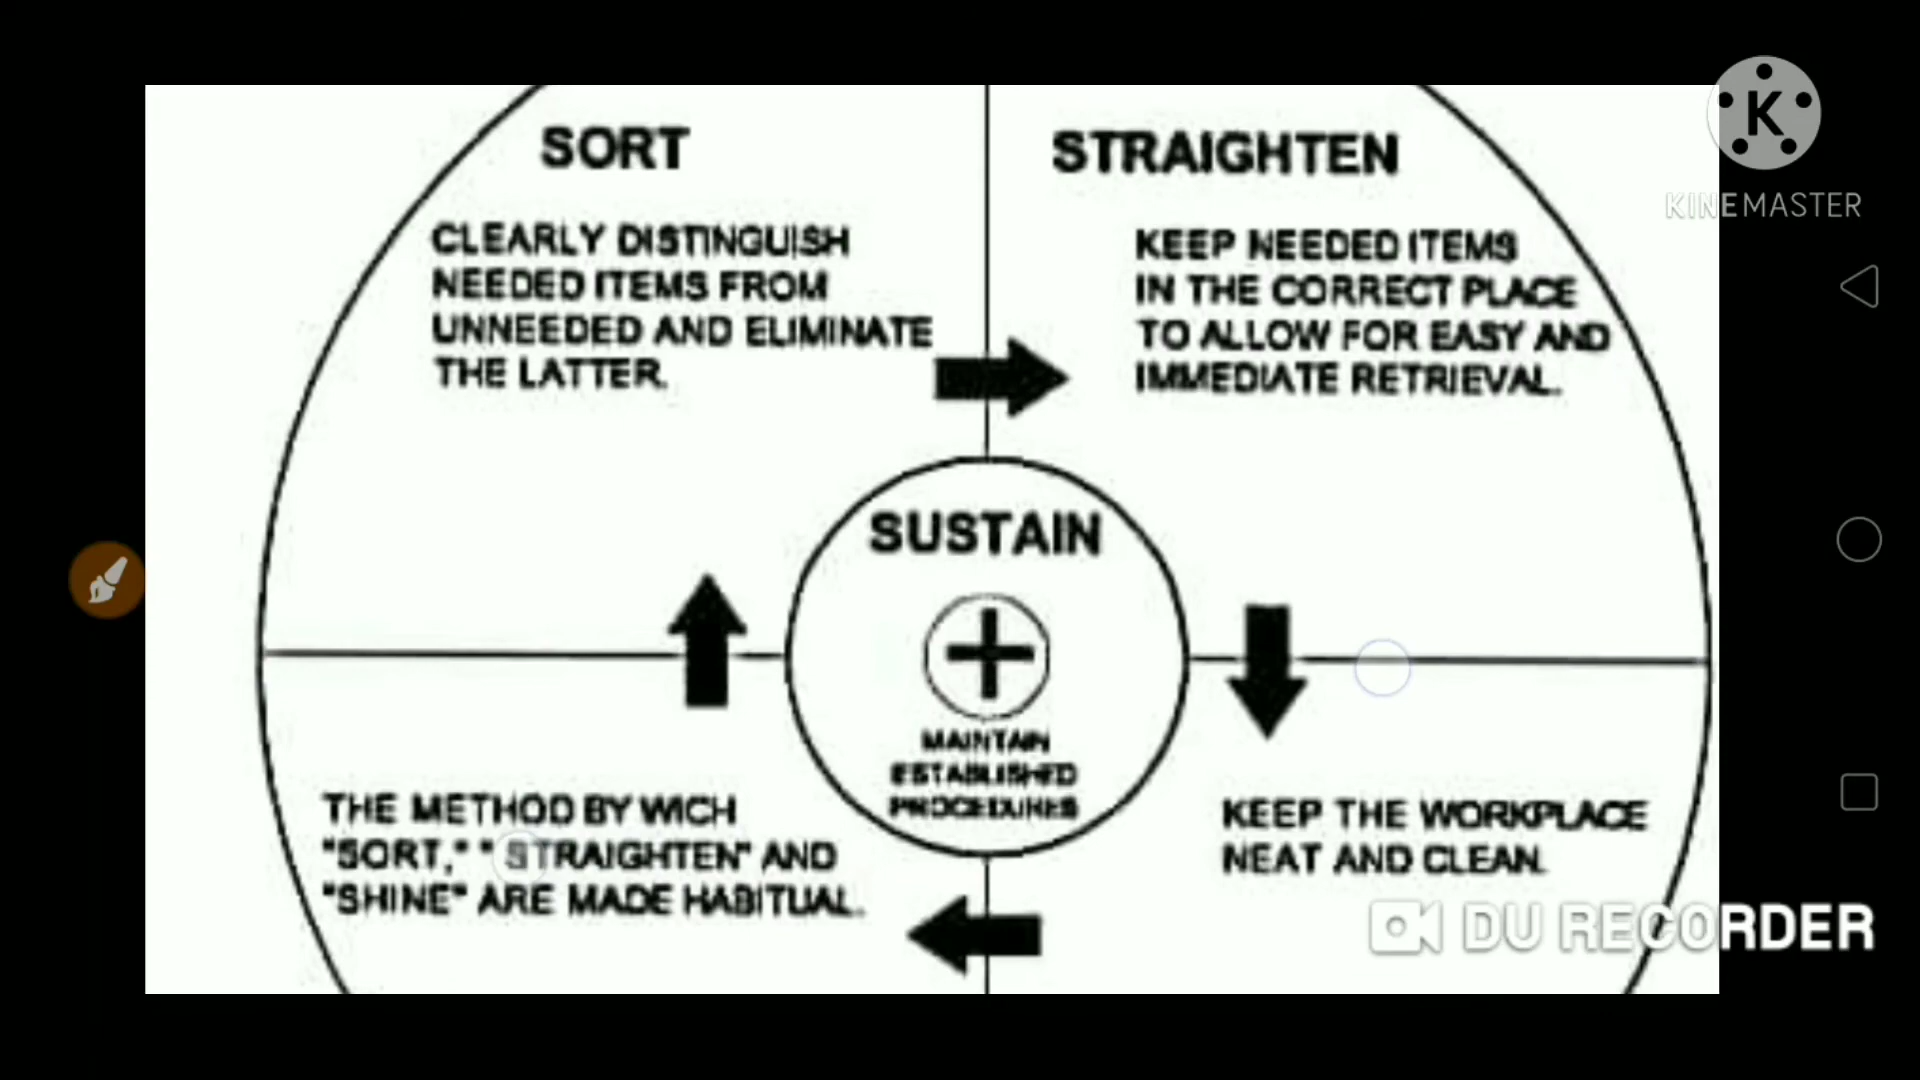 SORT
CLEARLY DISTINGUISH
NEEDED ITEMS FROM
UNNEEDED AND ELIMINATE
THE LATTER.
STRAIGHTEN
KEEP NEEDED ITEMS
IN THE CORRECT PLACE
TO ALLOW FOR EASY AND
IMMEDIATE RETRIEVAL.
SUSTAIN
MAINTAIN
ESTABLISHED
PROCEDURES
THE METHOD BY WICH
"SORT," "STRAIGHTEN" AND
"SHINE" ARE MADE HABITUAL.
KEEP THE WORKPLACE
NEAT AND CLEAN.
K
KINEMASTER
DU RECORDER